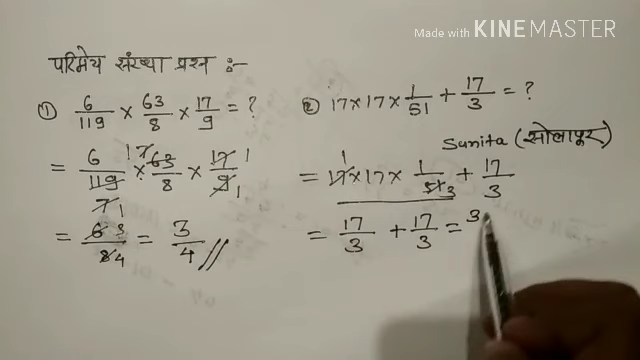 Made with KINEMASTER
परिमेय संख्या प्रश्न :-
① 6/119 × 63/8 × 17/9 = ?
② 17 × 17 × 1/51 + 17/3 = ?
Sunita (सोलापूर)
= 6/119 × 63/8 × 17/9
= 17 × 17 × 1/51 + 17/3
= 6/8 = 3/4 //
= 17/3 + 17/3 = 3